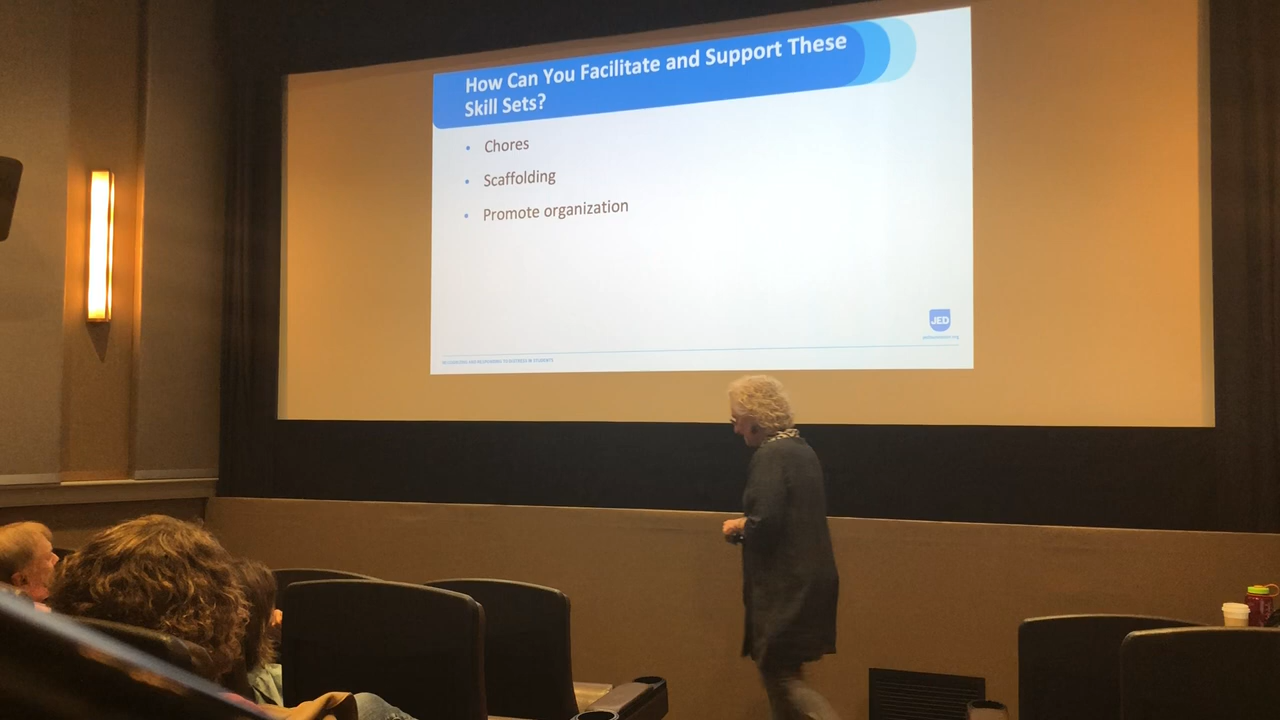 How Can You Facilitate and Support These
Skill Sets?
• Chores
• Scaffolding
• Promote organization
JED